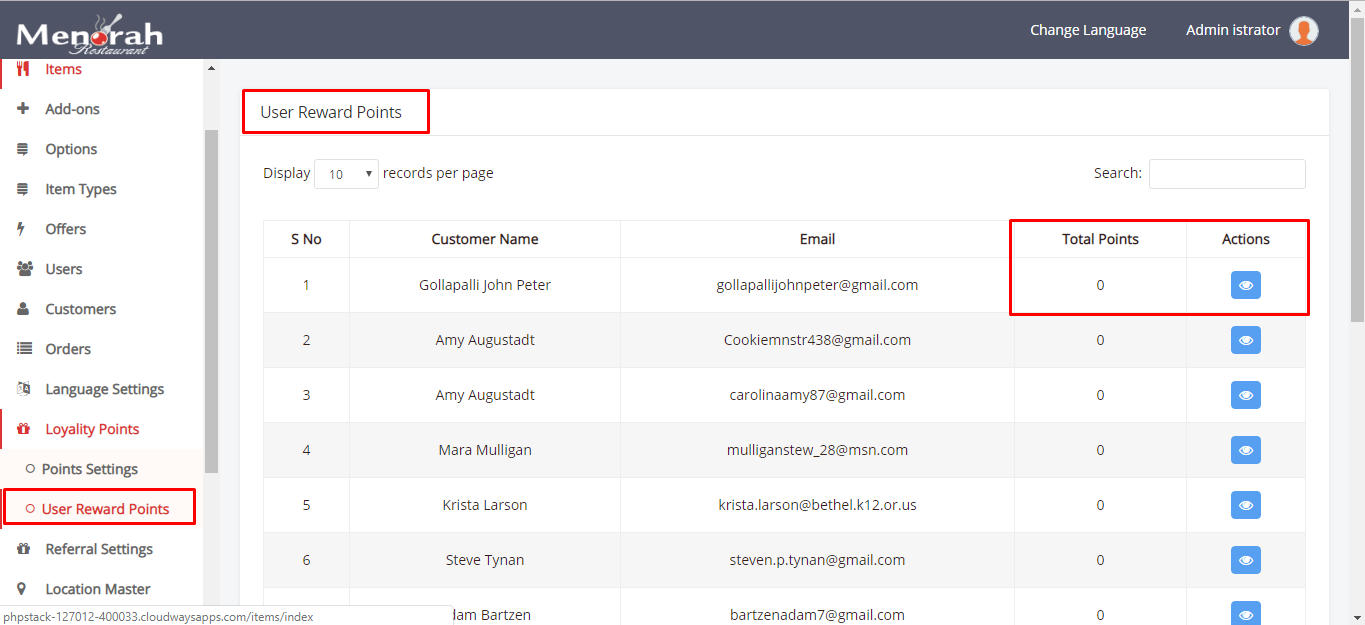 Menorah
Restaurant
Change Language
Admin istrator
Items
Add-ons
Options
Item Types
Offers
Users
Customers
Orders
Language Settings
Loyality Points
Points Settings
User Reward Points
Referral Settings
Location Master
User Reward Points
Display 10 records per page
Search:
S No Customer Name Email Total Points Actions
1 Gollapalli John Peter gollapallijohnpeter@gmail.com 0
2 Amy Augustadt Cookiemnstr438@gmail.com 0
3 Amy Augustadt carolinaamy87@gmail.com 0
4 Mara Mulligan mulliganstew_28@msn.com 0
5 Krista Larson krista.larson@bethel.k12.or.us 0
6 Steve Tynan steven.p.tynan@gmail.com 0
Bartzen bartzenadam7@gmail.com 0
phpstack-127012-400033.cloudwaysapps.com/items/index